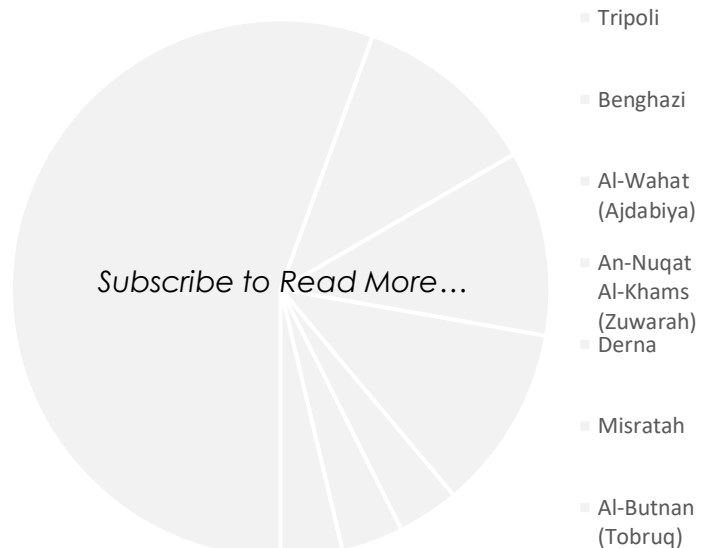 Tripoli
Benghazi
Al-Wahat
(Ajdabiya)
Subscribe to Read More…
An-Nuqat
Al-Khams
(Zuwarah)
Derna
Misratah
Al-Butnan
(Tobruq)